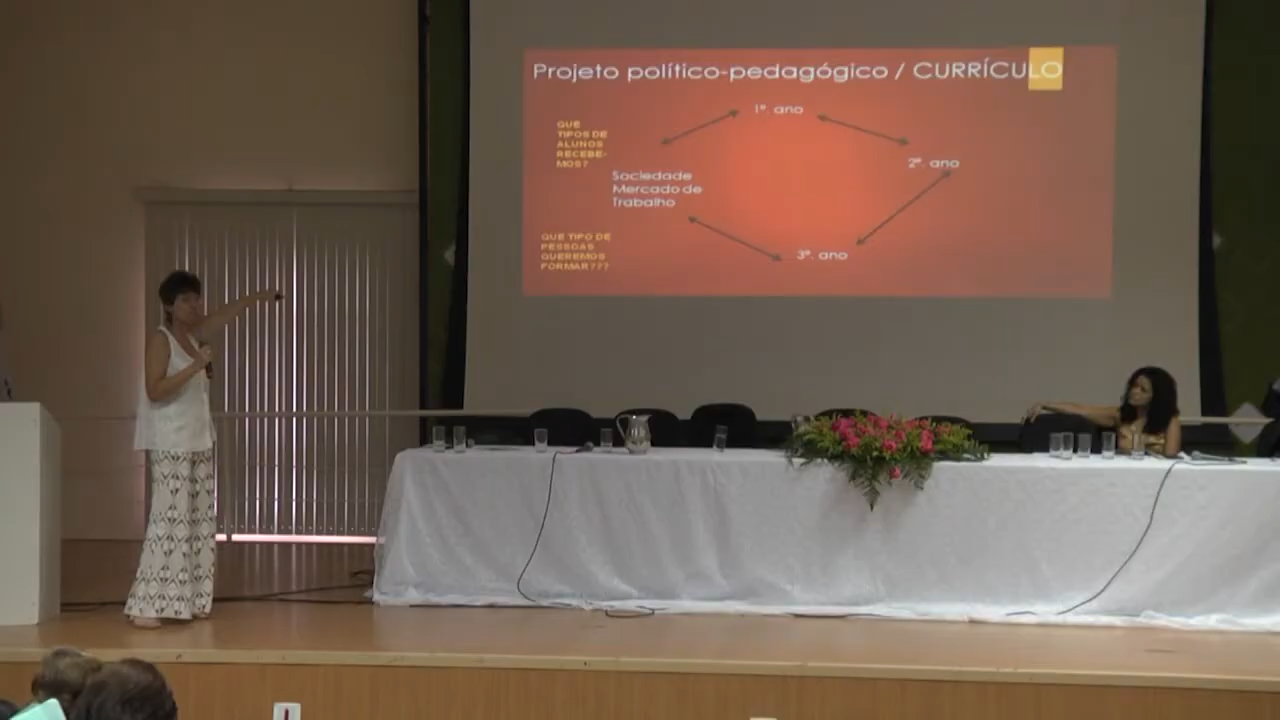 Projeto político-pedagógico / CURRÍCULO
1º. ano
QUE
TIPOS DE
ALUNOS
RECEBE-
MOS?
2º. ano
Sociedade
Mercado de
Trabalho
QUE TIPO DE
PESSOAS
QUEREMOS
FORMAR???
3º. ano